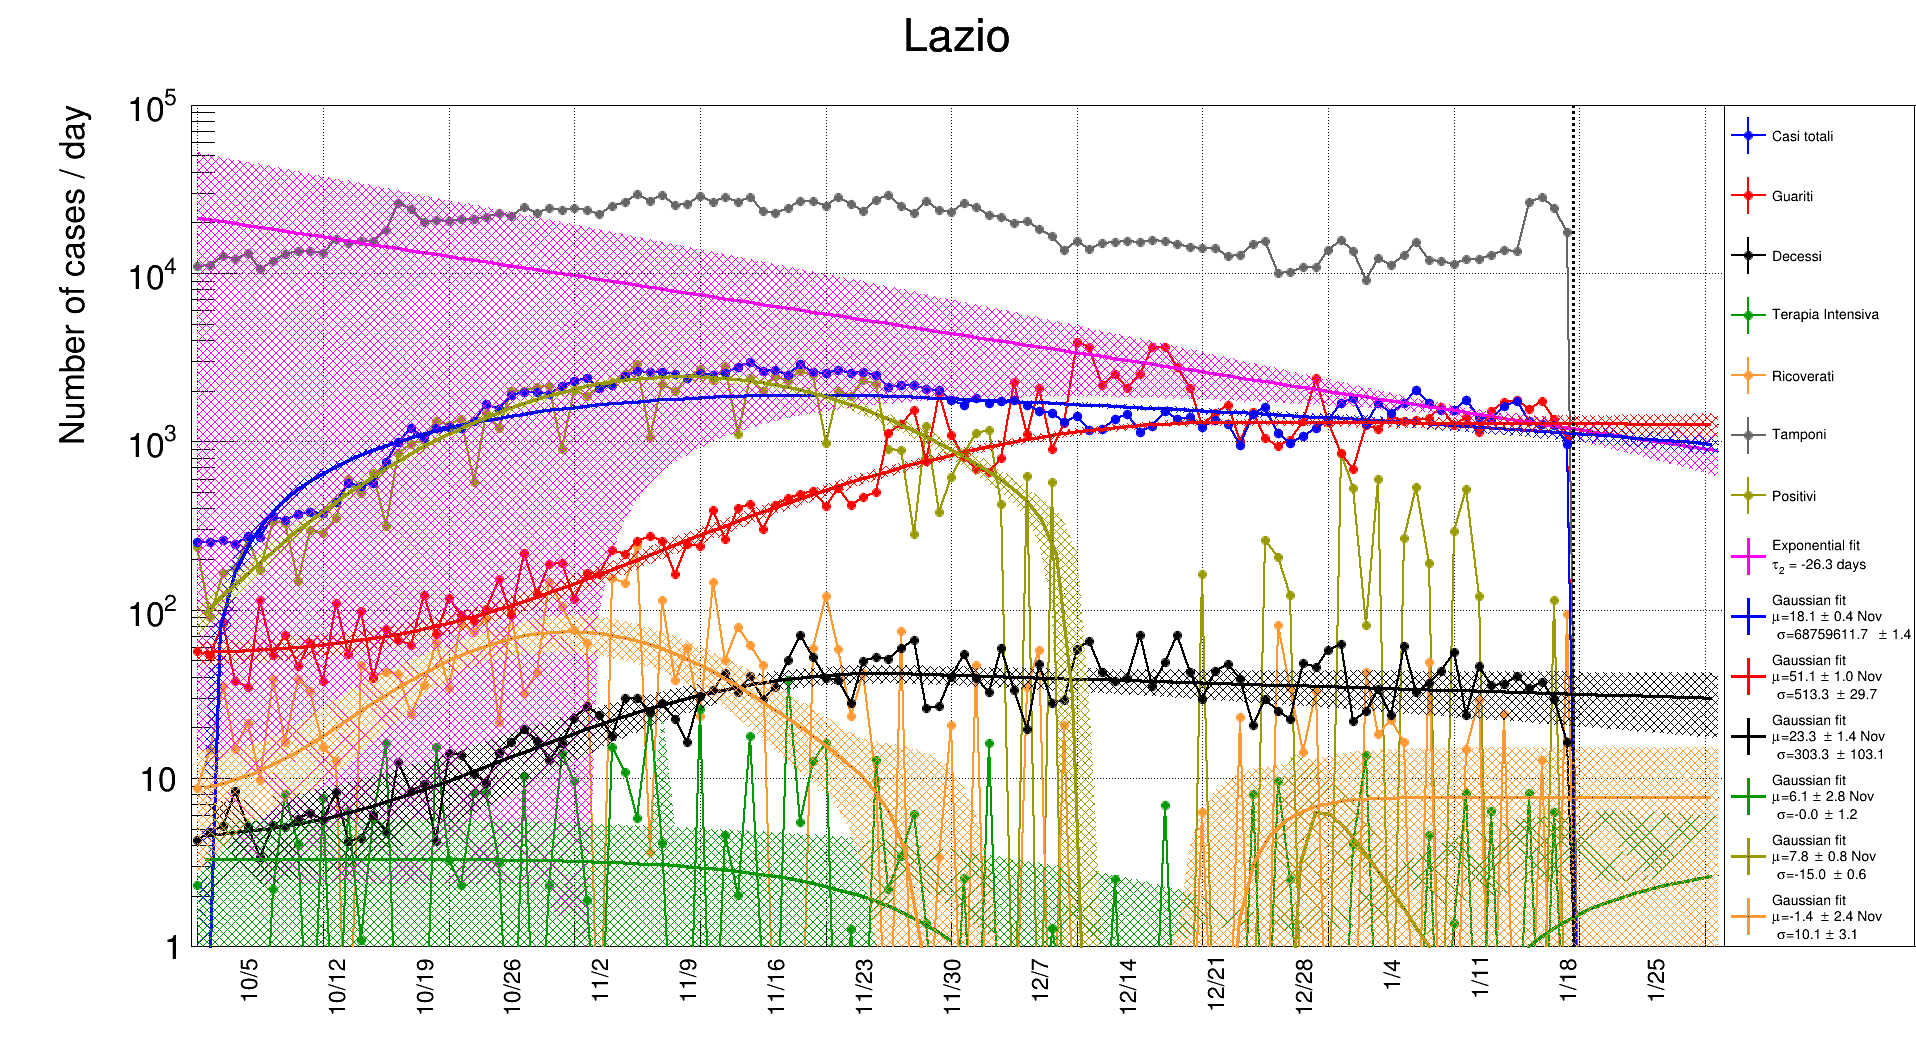 Lazio
Number of cases / day
10^5
10^4
10^3
10^2
10
1
10/5
10/12
10/19
10/26
11/2
11/9
11/16
11/23
11/30
12/7
12/14
12/21
12/28
1/4
1/11
1/18
1/25
Casi totali
Guariti
Decessi
Terapia Intensiva
Ricoverati
Tamponi
Positivi
Exponential fit
τ₂ = -26.3 days
Gaussian fit
μ=18.1 ± 0.4 Nov
σ=68759611.7 ± 1.4
Gaussian fit
μ=51.1 ± 1.0 Nov
σ=513.3 ± 29.7
Gaussian fit
μ=23.3 ± 1.4 Nov
σ=303.3 ± 103.1
Gaussian fit
μ=6.1 ± 2.8 Nov
σ=-0.0 ± 1.2
Gaussian fit
μ=7.8 ± 0.8 Nov
σ=-15.0 ± 0.6
Gaussian fit
μ=-1.4 ± 2.4 Nov
σ=10.1 ± 3.1